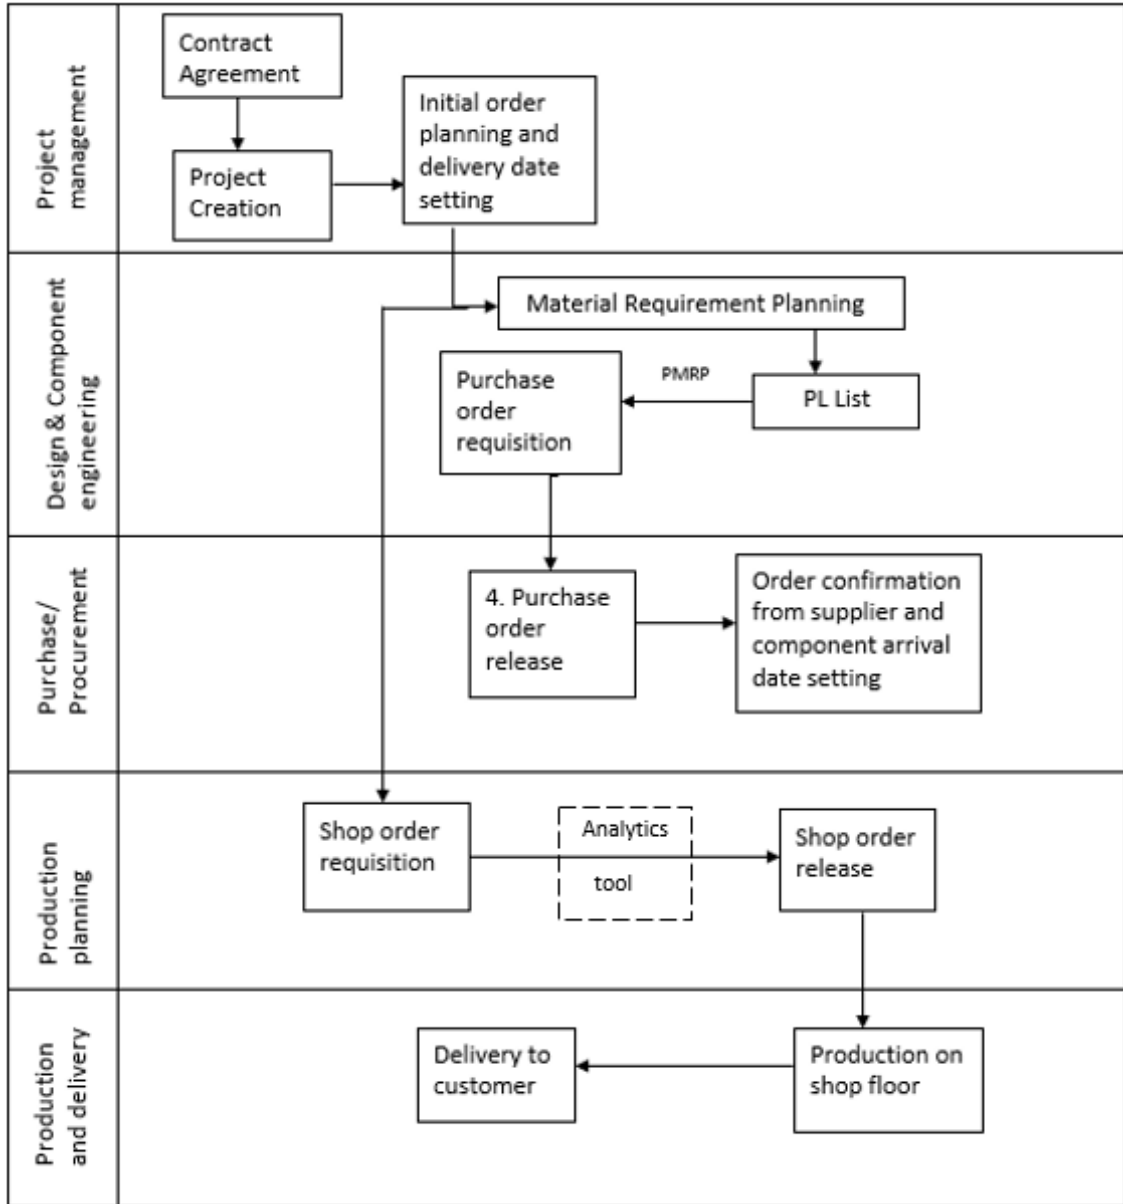 Project
management
Contract
Agreement
Project
Creation
Initial order
planning and
delivery date
setting
Design & Component
engineering
Material Requirement Planning
PL List
PMRP
Purchase
order
requisition
Purchase/
Procurement
4. Purchase
order
release
Order confirmation
from supplier and
component arrival
date setting
Production
planning
Shop order
requisition
Analytics
tool
Shop order
release
Production
and delivery
Delivery to
customer
Production on
shop floor